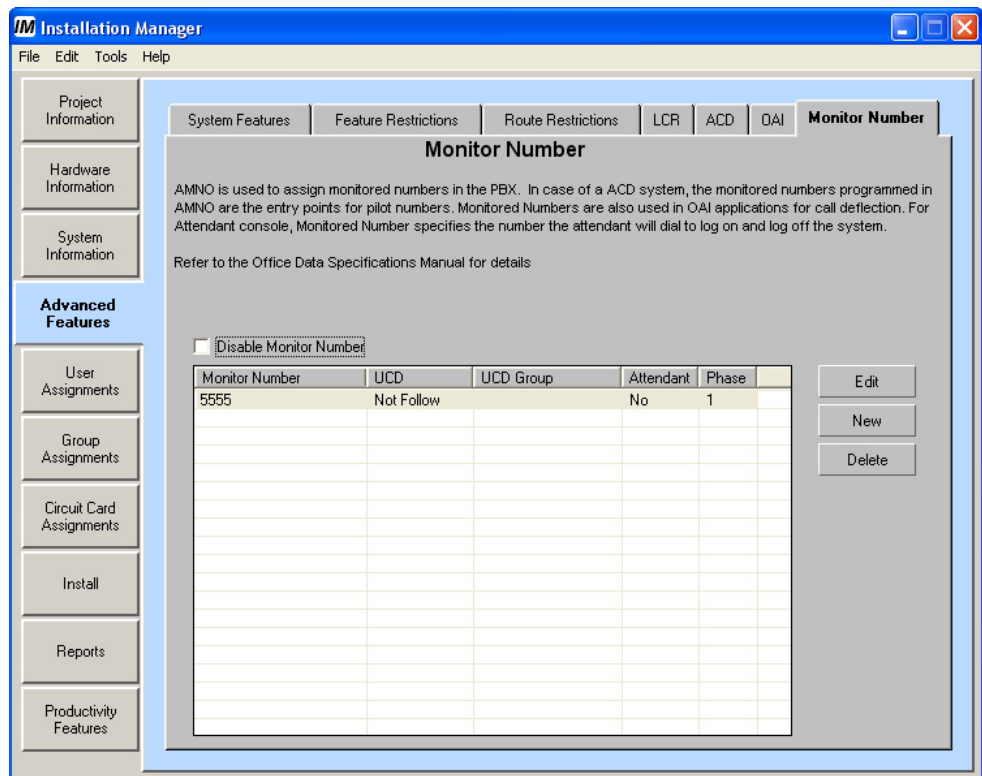 IM Installation Manager
File Edit Tools Help
Project
Information
Hardware
Information
System
Information
Advanced
Features
User
Assignments
Group
Assignments
Circuit Card
Assignments
Install
Reports
Productivity
Features
System Features Feature Restrictions Route Restrictions LCR ACD OAI Monitor Number
Monitor Number
AMNO is used to assign monitored numbers in the PBX. In case of a ACD system, the monitored numbers programmed in
AMNO are the entry points for pilot numbers. Monitored Numbers are also used in OAI applications for call deflection. For
Attendant console, Monitored Number specifies the number the attendant will dial to log on and log off the system.
Refer to the Office Data Specifications Manual for details
Disable Monitor Number
Monitor Number UCD UCD Group Attendant Phase
5555 Not Follow No 1
Edit
New
Delete